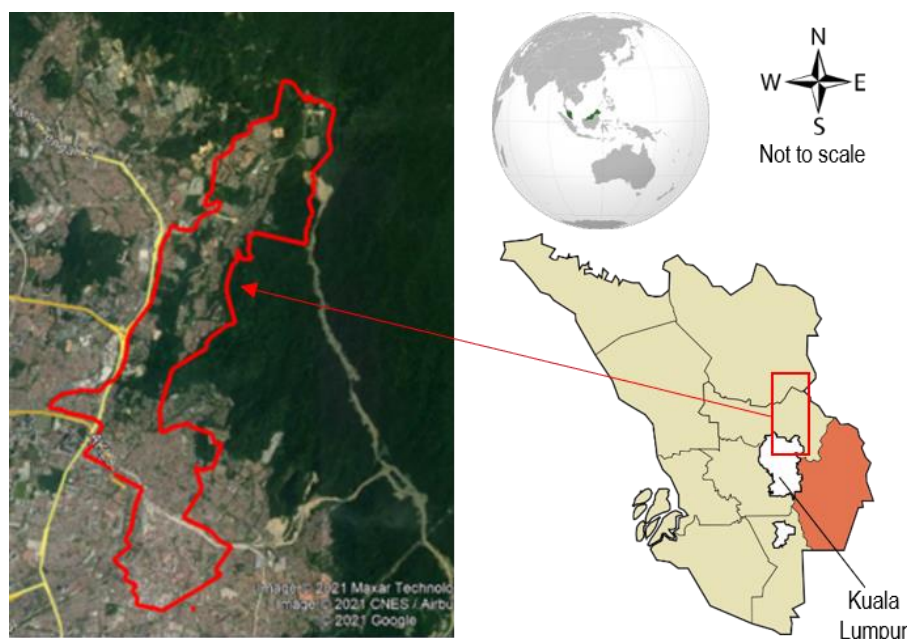 Image © 2021 Maxar Technolo
Image © 2021 CNES / Airbu
© 2021 Google
N
W
E
S
Not to scale
Kuala
Lumpur